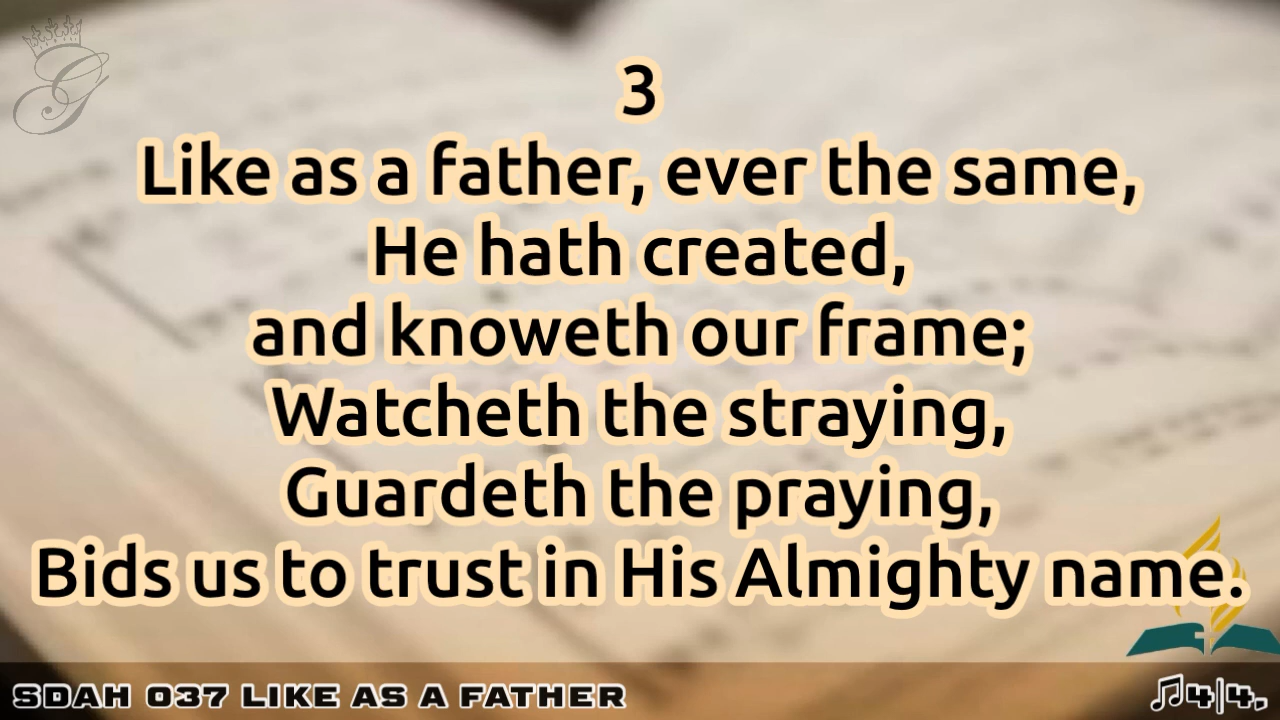 3
Like as a father, ever the same,
He hath created,
and knoweth our frame;
Watcheth the straying,
Guardeth the praying,
Bids us to trust in His Almighty name.
SDAH 037 LIKE AS A FATHER
♫4|4.
G